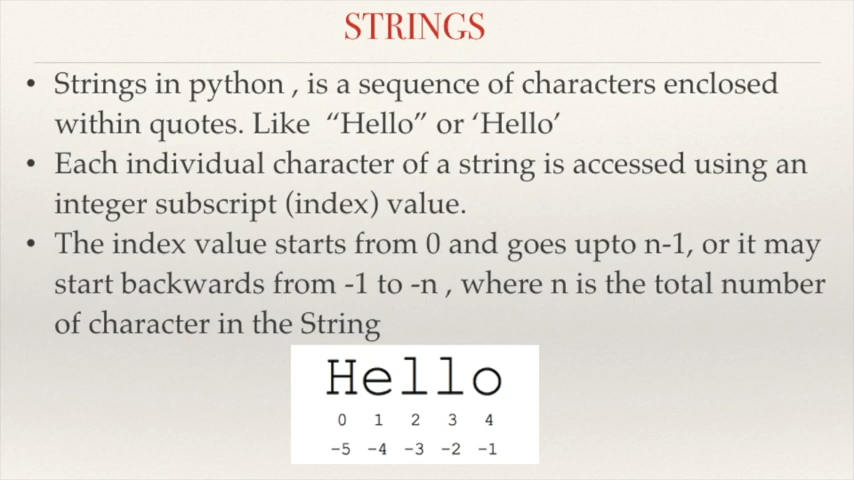 STRINGS
• Strings in python , is a sequence of characters enclosed
within quotes. Like “Hello” or ‘Hello’
• Each individual character of a string is accessed using an
integer subscript (index) value.
• The index value starts from 0 and goes upto n-1, or it may
start backwards from -1 to -n , where n is the total number
of character in the String
Hello
0 1 2 3 4
-5 -4 -3 -2 -1